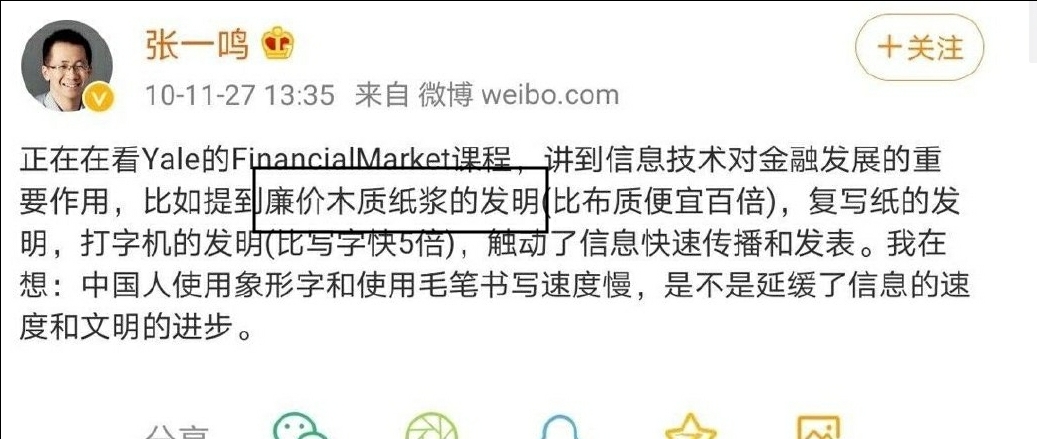 张一鸣
+关注
10-11-27 13:35 来自 微博 weibo.com
正在在看Yale的FinancialMarket课程，讲到信息技术对金融发展的重
要作用，比如提到廉价木质纸浆的发明(比布质便宜百倍)，复写纸的发
明，打字机的发明(比写字快5倍)，触动了信息快速传播和发表。我在
想：中国人使用象形字和使用毛笔书写速度慢，是不是延缓了信息的速
度和文明的进步。
分享